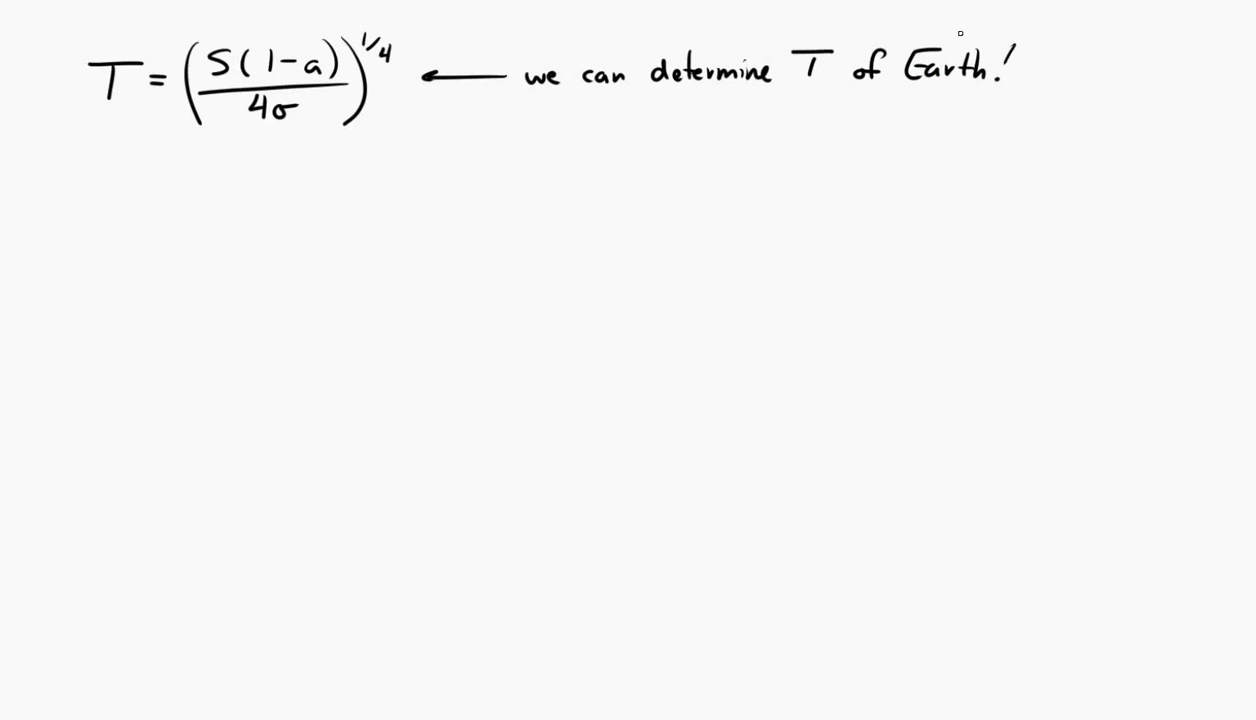 T = (S(1-a)/4σ)^1/4 ← we can determine T of Earth!